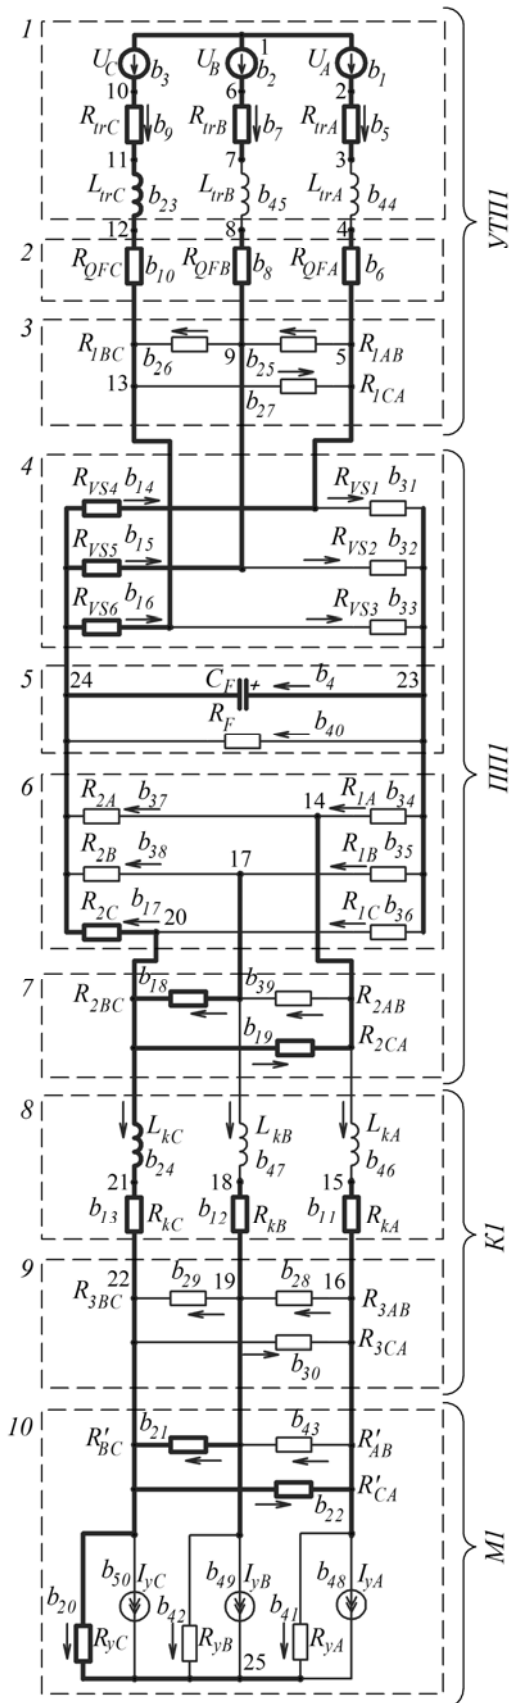 1
U_C b_3 U_B 1 b_2 U_A b_1
10 6 2
R_trC b_9 R_trB b_7 R_trA b_5
11 7 3
L_trC b_23 L_trB b_45 L_trA b_44
12 8 4
УТП1
2
R_QFC b_10 R_QFB b_8 R_QFA b_6
3
R_1BC b_26 9 b_25 5 R_1AB
13 b_27 R_1CA
4
R_VS4 b_14 R_VS1 b_31
R_VS5 b_15 R_VS2 b_32
R_VS6 b_16 R_VS3 b_33
5
24 C_F + b_4 23
R_F b_40
ПП1
6
R_2A b_37 14 R_1A b_34
R_2B b_38 17 R_1B b_35
R_2C b_17 20 R_1C b_36
7
R_2BC b_18 b_39 R_2AB
b_19 R_2CA
8
L_kC b_24 L_kB b_47 L_kA b_46
21 18 15
b_13 R_kC b_12 R_kB b_11 R_kA
К1
9
22 b_29 19 b_28 16
R_3BC R_3AB
b_30 R_3CA
10
b_21 b_43
R'_BC R'_AB
b_22 R'_CA
b_50 I_yC b_49 I_yB b_48 I_yA
b_20 R_yC b_42 R_yB b_41 R_yA
25
М1